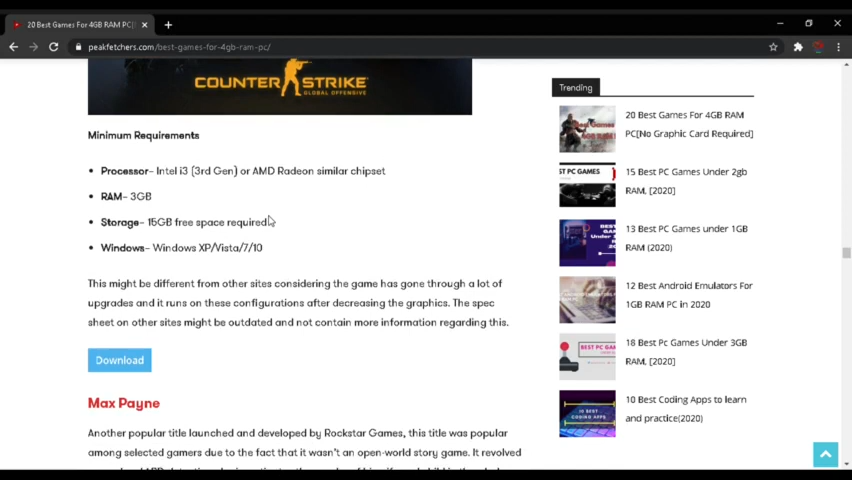 20 Best Games For 4GB RAM PC[
peakfetchers.com/best-games-for-4gb-ram-pc/
COUNTER STRIKE
GLOBAL OFFENSIVE
Minimum Requirements
• Processor– Intel i3 (3rd Gen) or AMD Radeon similar chipset
• RAM– 3GB
• Storage– 15GB free space required
• Windows– Windows XP/Vista/7/10
This might be different from other sites considering the game has gone through a lot of
upgrades and it runs on these configurations after decreasing the graphics. The spec
sheet on other sites might be outdated and not contain more information regarding this.
Download
Max Payne
Another popular title launched and developed by Rockstar Games, this title was popular
among selected gamers due to the fact that it wasn't an open-world story game. It revolved
Trending
20 Best Games For 4GB RAM
PC[No Graphic Card Required]
15 Best PC Games Under 2gb
RAM, [2020]
13 Best PC Games under 1GB
RAM (2020)
12 Best Android Emulators For
1GB RAM PC in 2020
18 Best Pc Games Under 3GB
RAM, [2020]
10 Best Coding Apps to learn
and practice(2020)